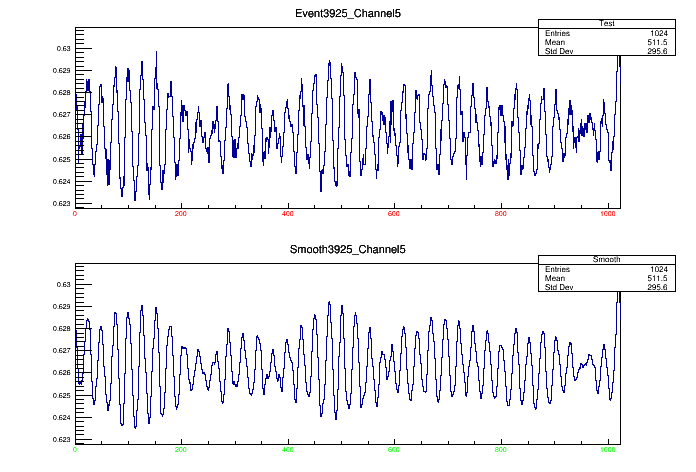 Event3925_Channel5
Test
Entries 1024
Mean 511.5
Std Dev 295.6
0.63
0.629
0.628
0.627
0.626
0.625
0.624
0.623
0 200 400 600 800 1000
Smooth3925_Channel5
Smooth
Entries 1024
Mean 511.5
Std Dev 295.6
0.63
0.629
0.628
0.627
0.626
0.625
0.624
0.623
0 200 400 600 800 1000